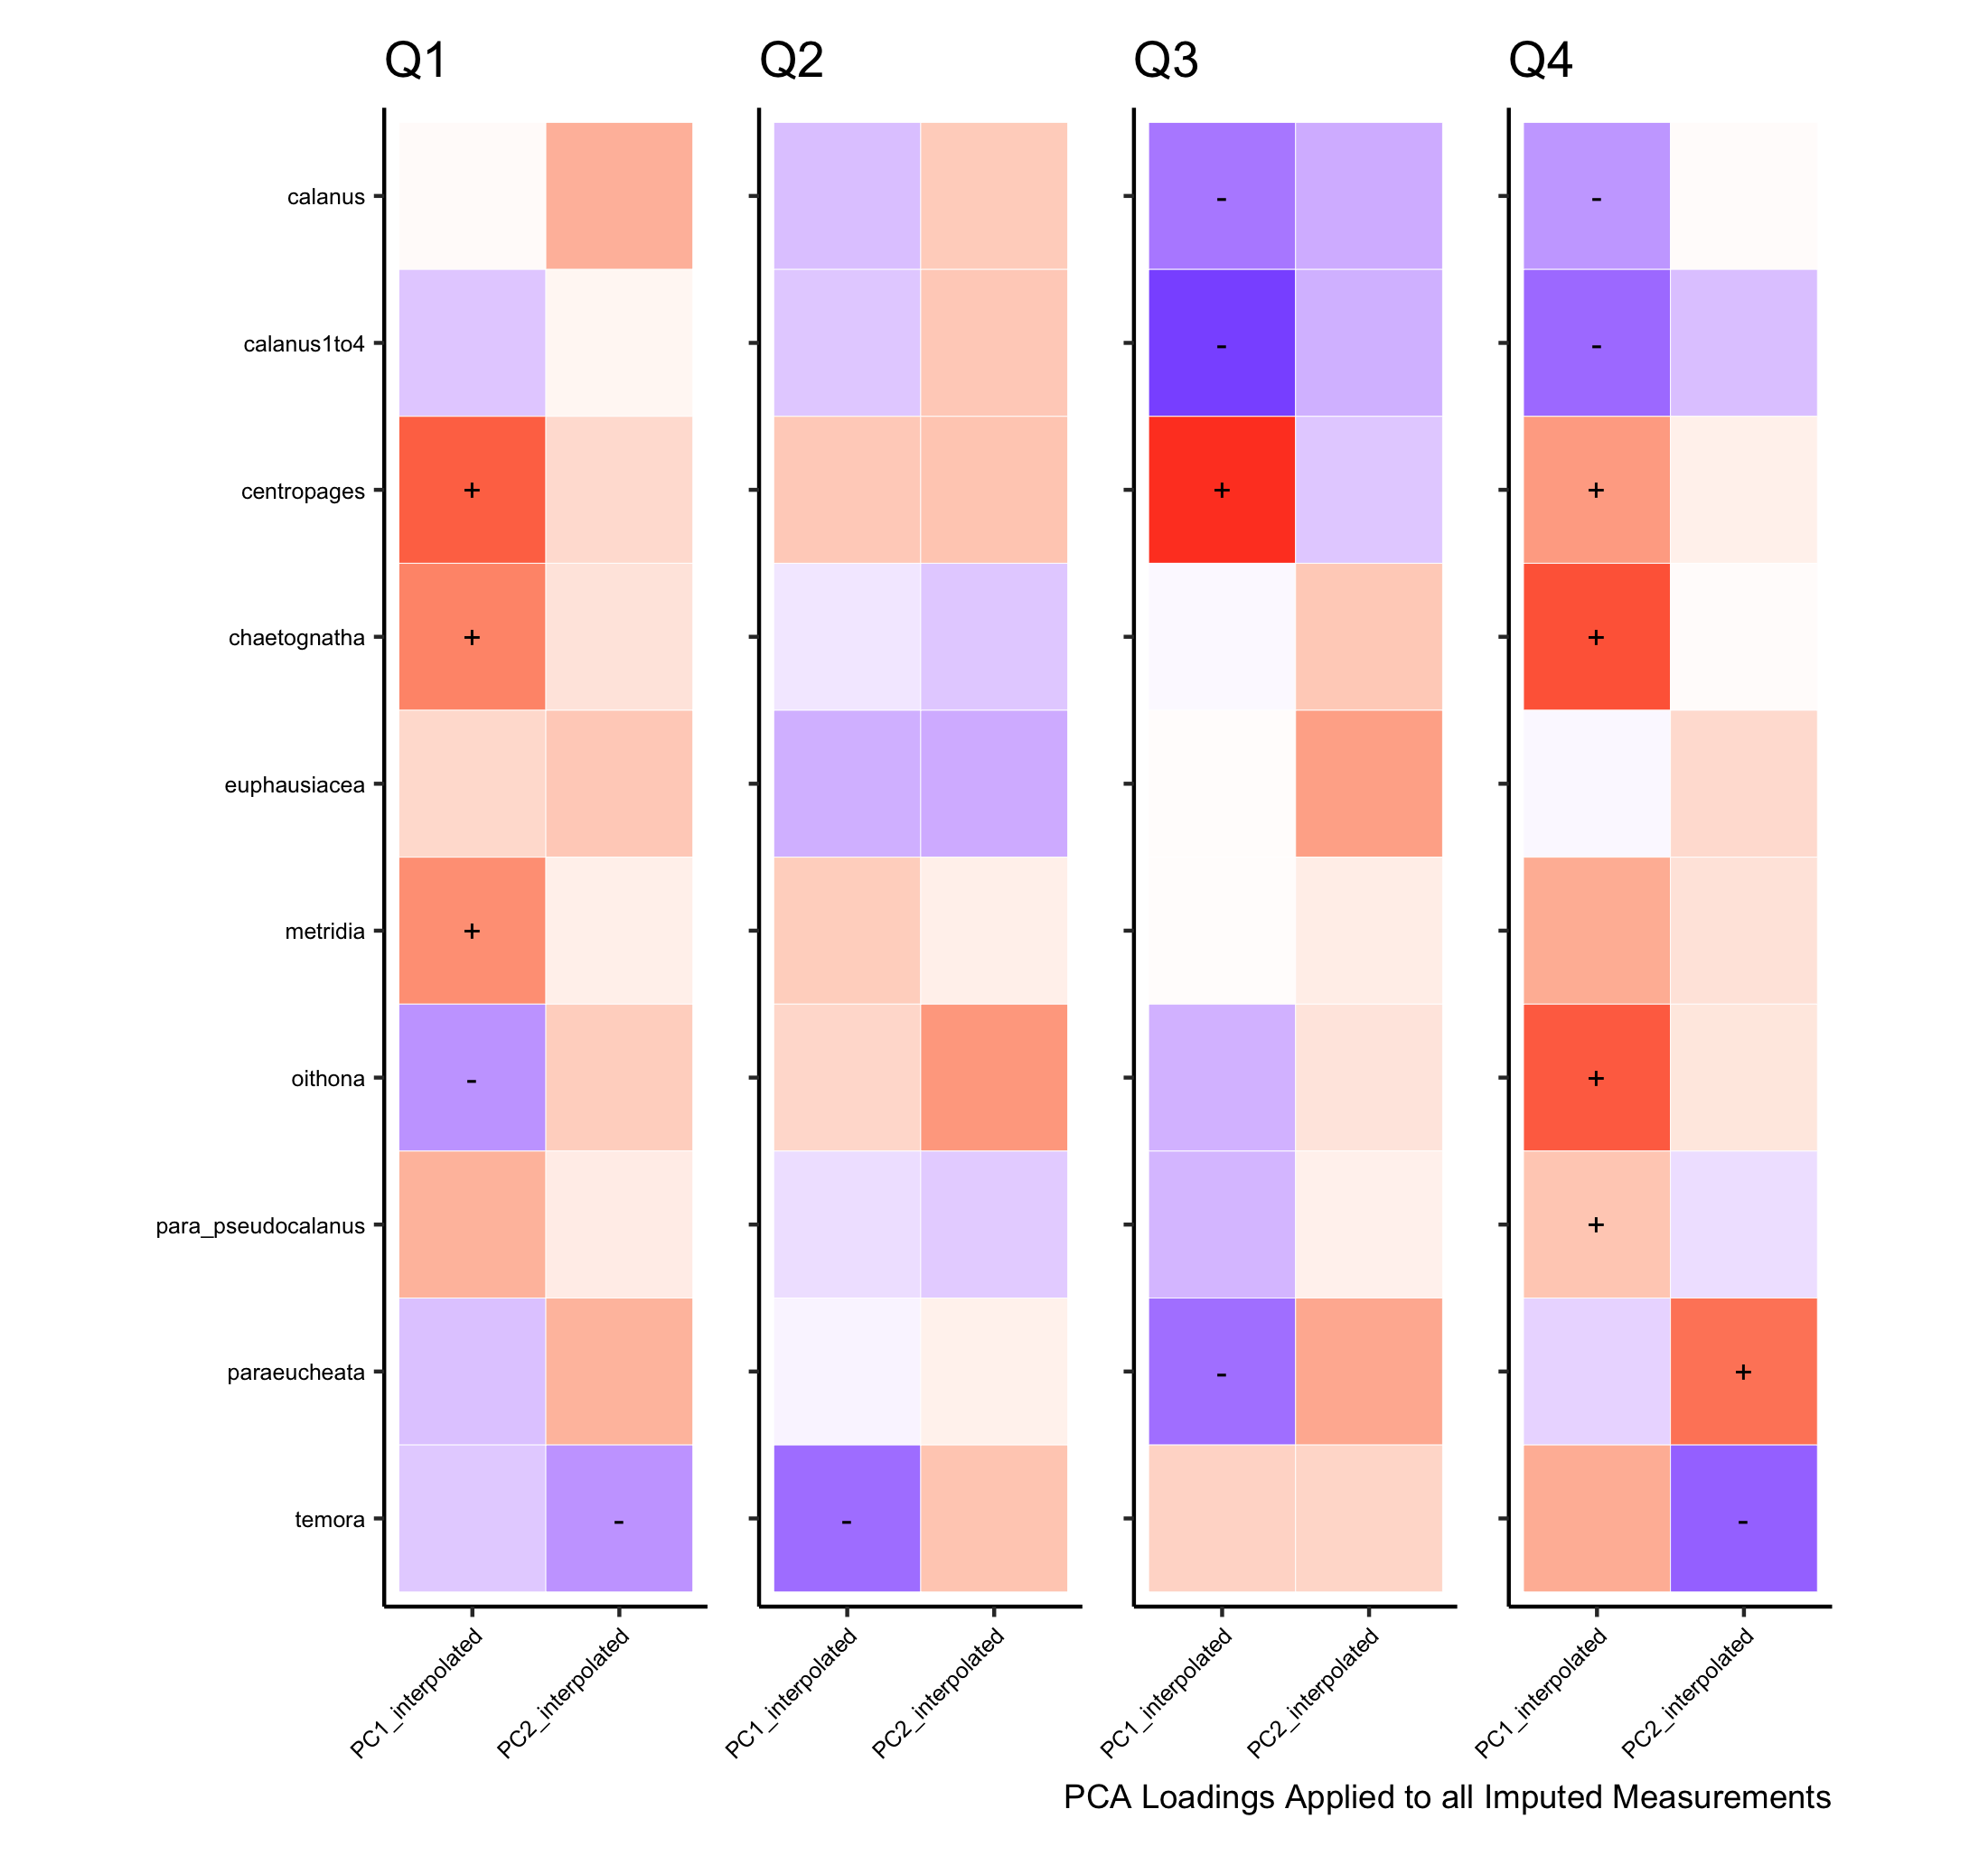 Q1 Q2 Q3 Q4
calanus - -
calanus1to4 - -
centropages + + +
chaetognatha + +
euphausiacea
metridia +
oithona - +
para_pseudocalanus +
paraeucheata - +
temora - - -
PC1_interpolated PC2_interpolated PC1_interpolated PC2_interpolated PC1_interpolated PC2_interpolated PC1_interpolated PC2_interpolated
PCA Loadings Applied to all Imputed Measurements